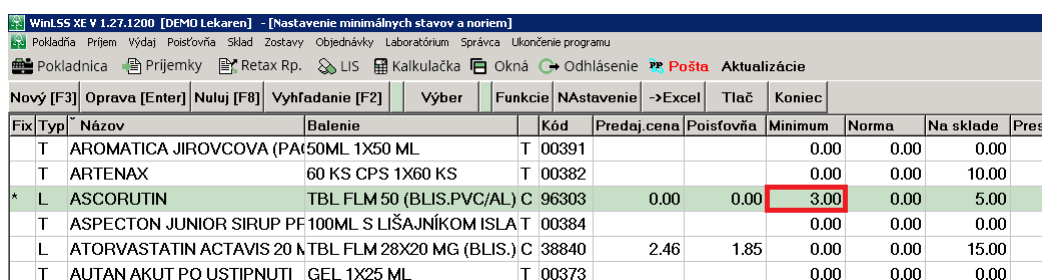 WinLSS XE V 1.27.1200 [DEMO Lekaren] - [Nastavenie minimálnych stavov a noriem]
Pokladňa Príjem Výdaj Poisťovňa Sklad Zostavy Objednávky Laboratórium Správca Ukončenie programu
Pokladnica Príjemky Retax Rp. LIS Kalkulačka Okná Odhlásenie Pošta Aktualizácie
Nový [F3] Oprava [Enter] Nuluj [F8] Vyhľadanie [F2] Výber Funkcie NAstavenie ->Excel Tlač Koniec
Fix Typ Názov Balenie Kód Predaj.cena Poisťovňa Minimum Norma Na sklade Pres
T AROMATICA JIROVCOVA (PA 50ML 1X50 ML T 00391 0.00 0.00 0.00
T ARTENAX 60 KS CPS 1X60 KS T 00382 0.00 0.00 10.00
* L ASCORUTIN TBL FLM 50 (BLIS.PVC/AL) C 96303 0.00 0.00 3.00 0.00 5.00
T ASPECTON JUNIOR SIRUP PF 100ML S LIŠAJNÍKOM ISLA T 00384 0.00 0.00 0.00
L ATORVASTATIN ACTAVIS 20 M TBL FLM 28X20 MG (BLIS.) C 38840 2.46 1.85 0.00 0.00 15.00
T AUTAN AKUT PO USTIPNUTI GEL 1X25 ML T 00373 0.00 0.00 0.00